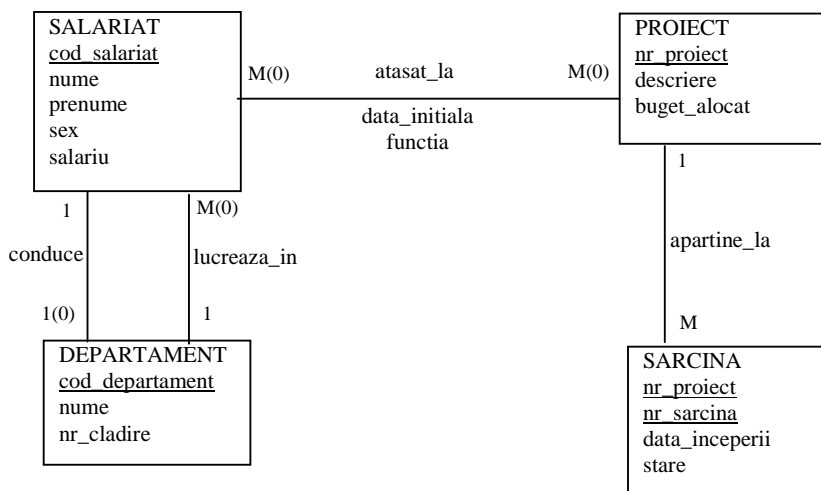 SALARIAT
cod_salariat
nume
prenume
sex
salariu
M(0)
atasat_la
M(0)
data_initiala
functia
PROIECT
nr_proiect
descriere
buget_alocat
1
M(0)
conduce
lucreaza_in
1(0)
1
1
apartine_la
M
DEPARTAMENT
cod_departament
nume
nr_cladire
SARCINA
nr_proiect
nr_sarcina
data_inceperii
stare